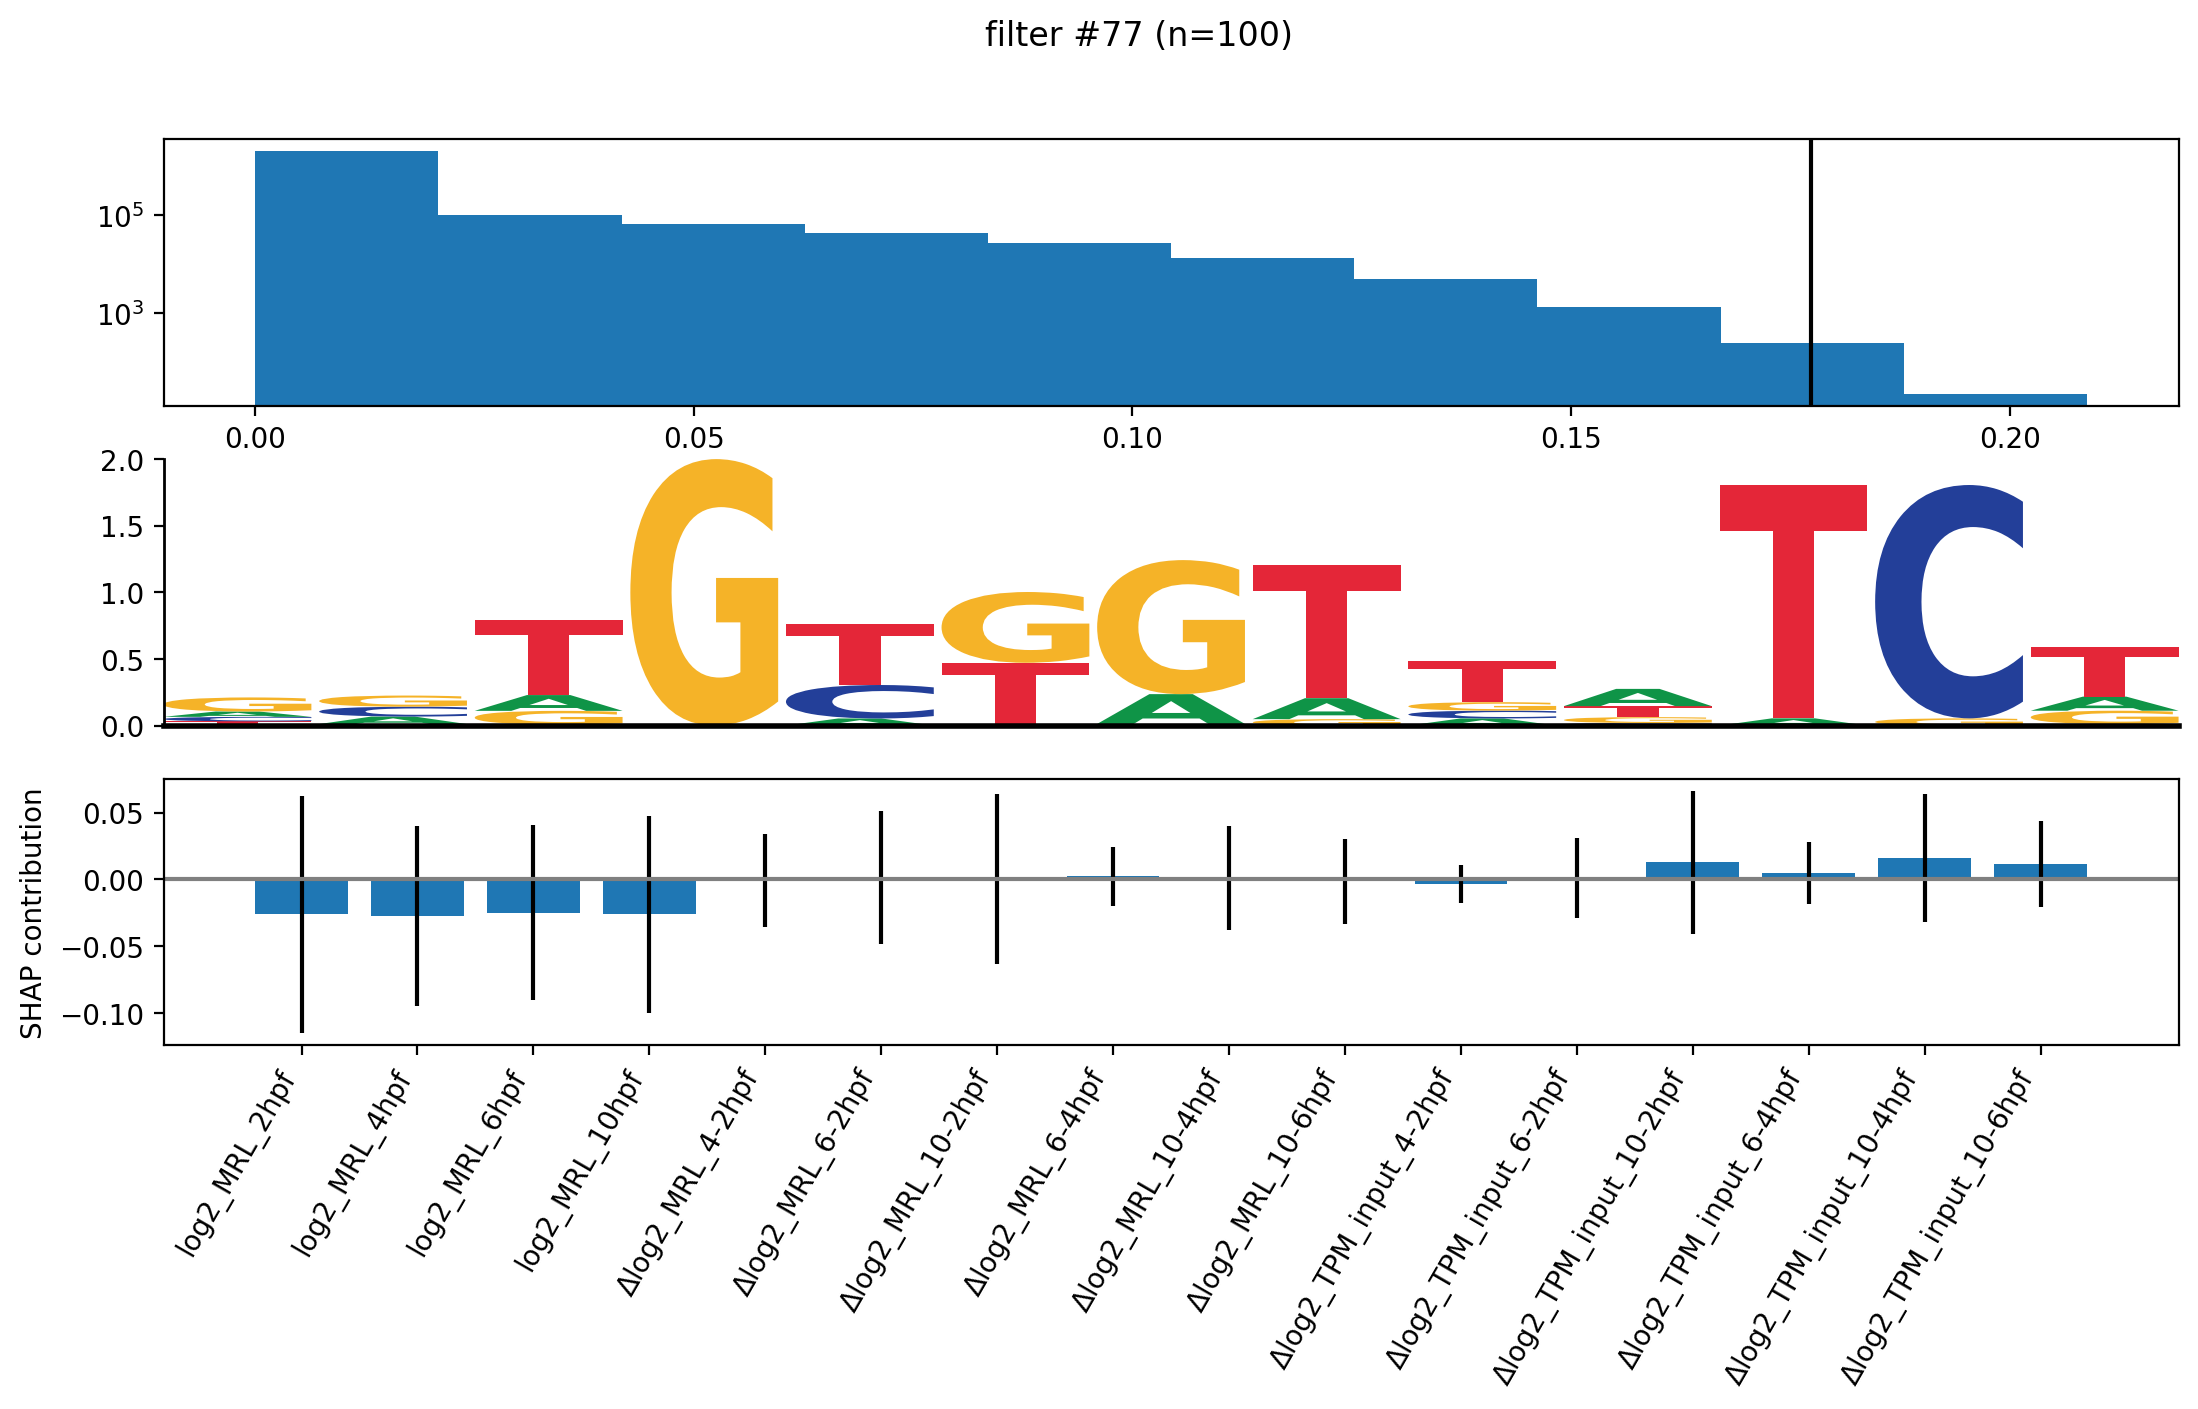 filter #77 (n=100)
10⁵
10³
0.00 0.05 0.10 0.15 0.20
2.0
1.5
1.0
0.5
0.0
SHAP contribution
0.05
0.00
−0.05
−0.10
log2_MRL_2hpf
log2_MRL_4hpf
log2_MRL_6hpf
log2_MRL_10hpf
Δlog2_MRL_4-2hpf
Δlog2_MRL_6-2hpf
Δlog2_MRL_10-2hpf
Δlog2_MRL_6-4hpf
Δlog2_MRL_10-4hpf
Δlog2_MRL_10-6hpf
Δlog2_TPM_input_4-2hpf
Δlog2_TPM_input_6-2hpf
Δlog2_TPM_input_10-2hpf
Δlog2_TPM_input_6-4hpf
Δlog2_TPM_input_10-4hpf
Δlog2_TPM_input_10-6hpf